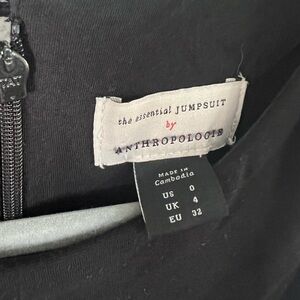 the essential JUMPSUIT
by
ANTHROPOLOGIE
MADE IN
Cambodia
US 0
UK 4
EU 32